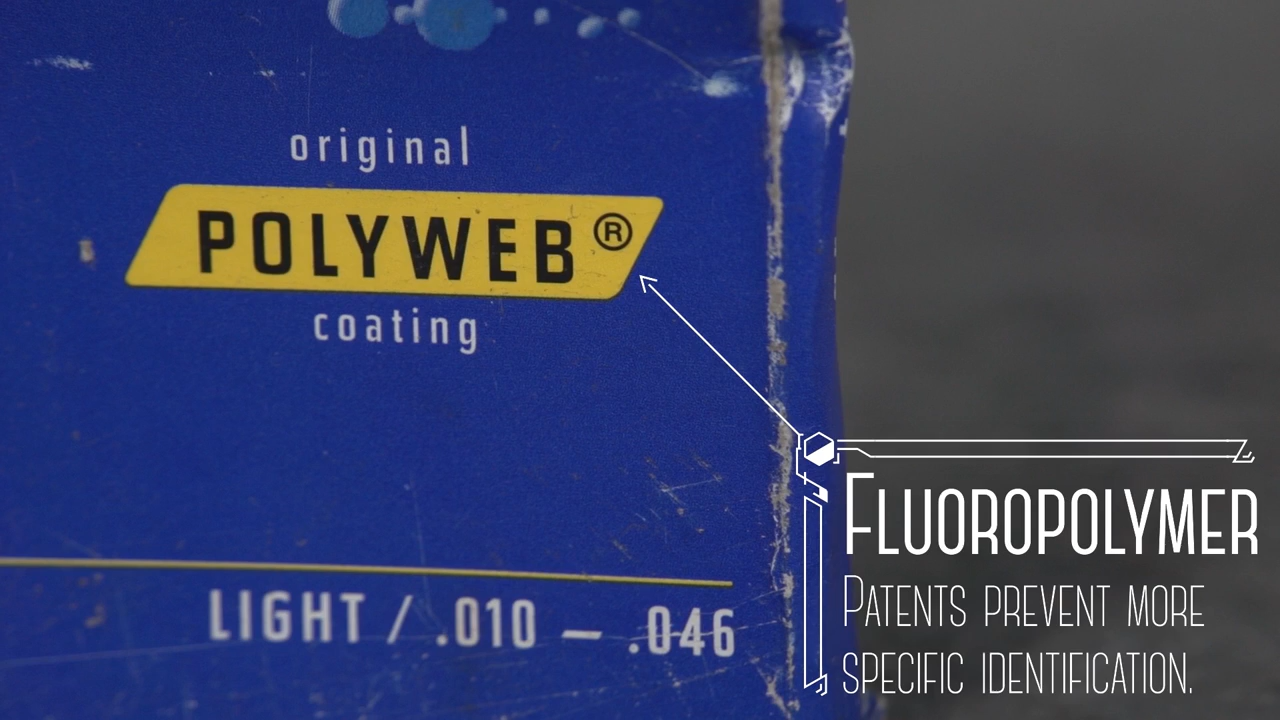 original
POLYWEB®
coating
LIGHT / .010 – .046
FLUOROPOLYMER
PATENTS PREVENT MORE
SPECIFIC IDENTIFICATION.